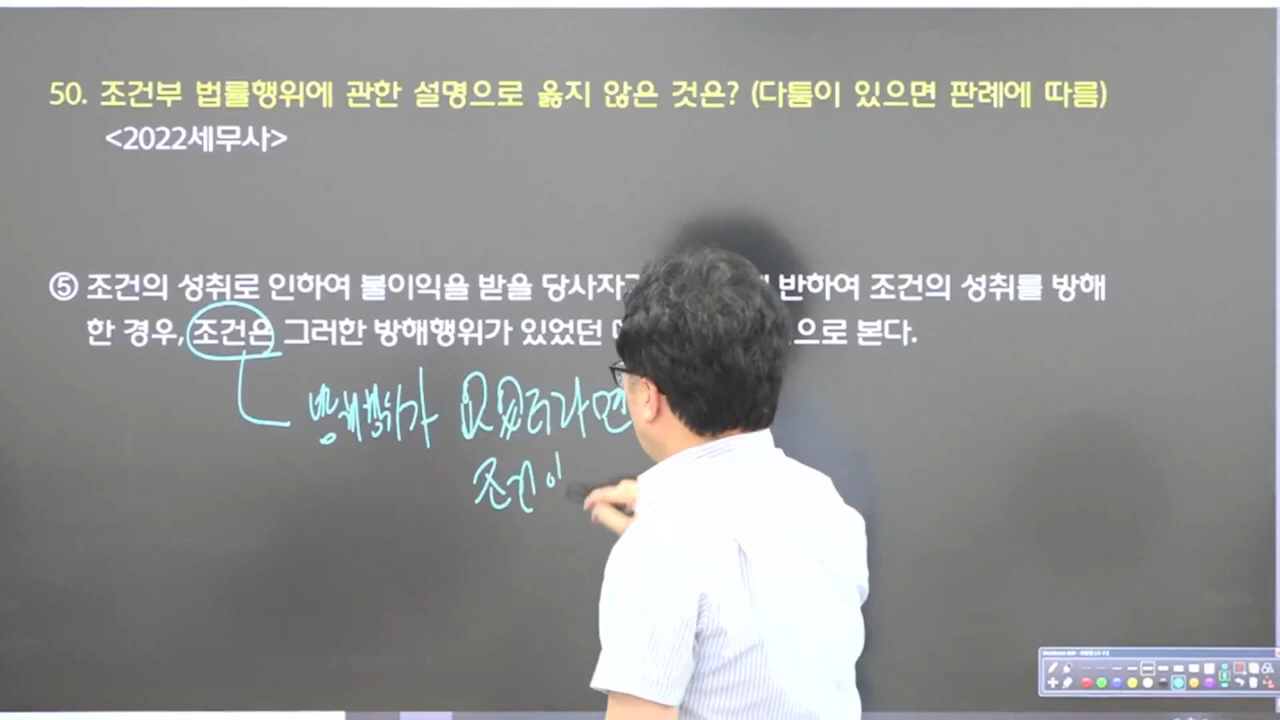 50. 조건부 법률행위에 관한 설명으로 옳지 않은 것은? (다툼이 있으면 판례에 따름)
<2022세무사>
⑤ 조건의 성취로 인하여 불이익을 받을 당사자 반하여 조건의 성취를 방해
한 경우, 조건은 그러한 방해행위가 있었던 으로 본다.
방해행위가 없었더라면
조건이